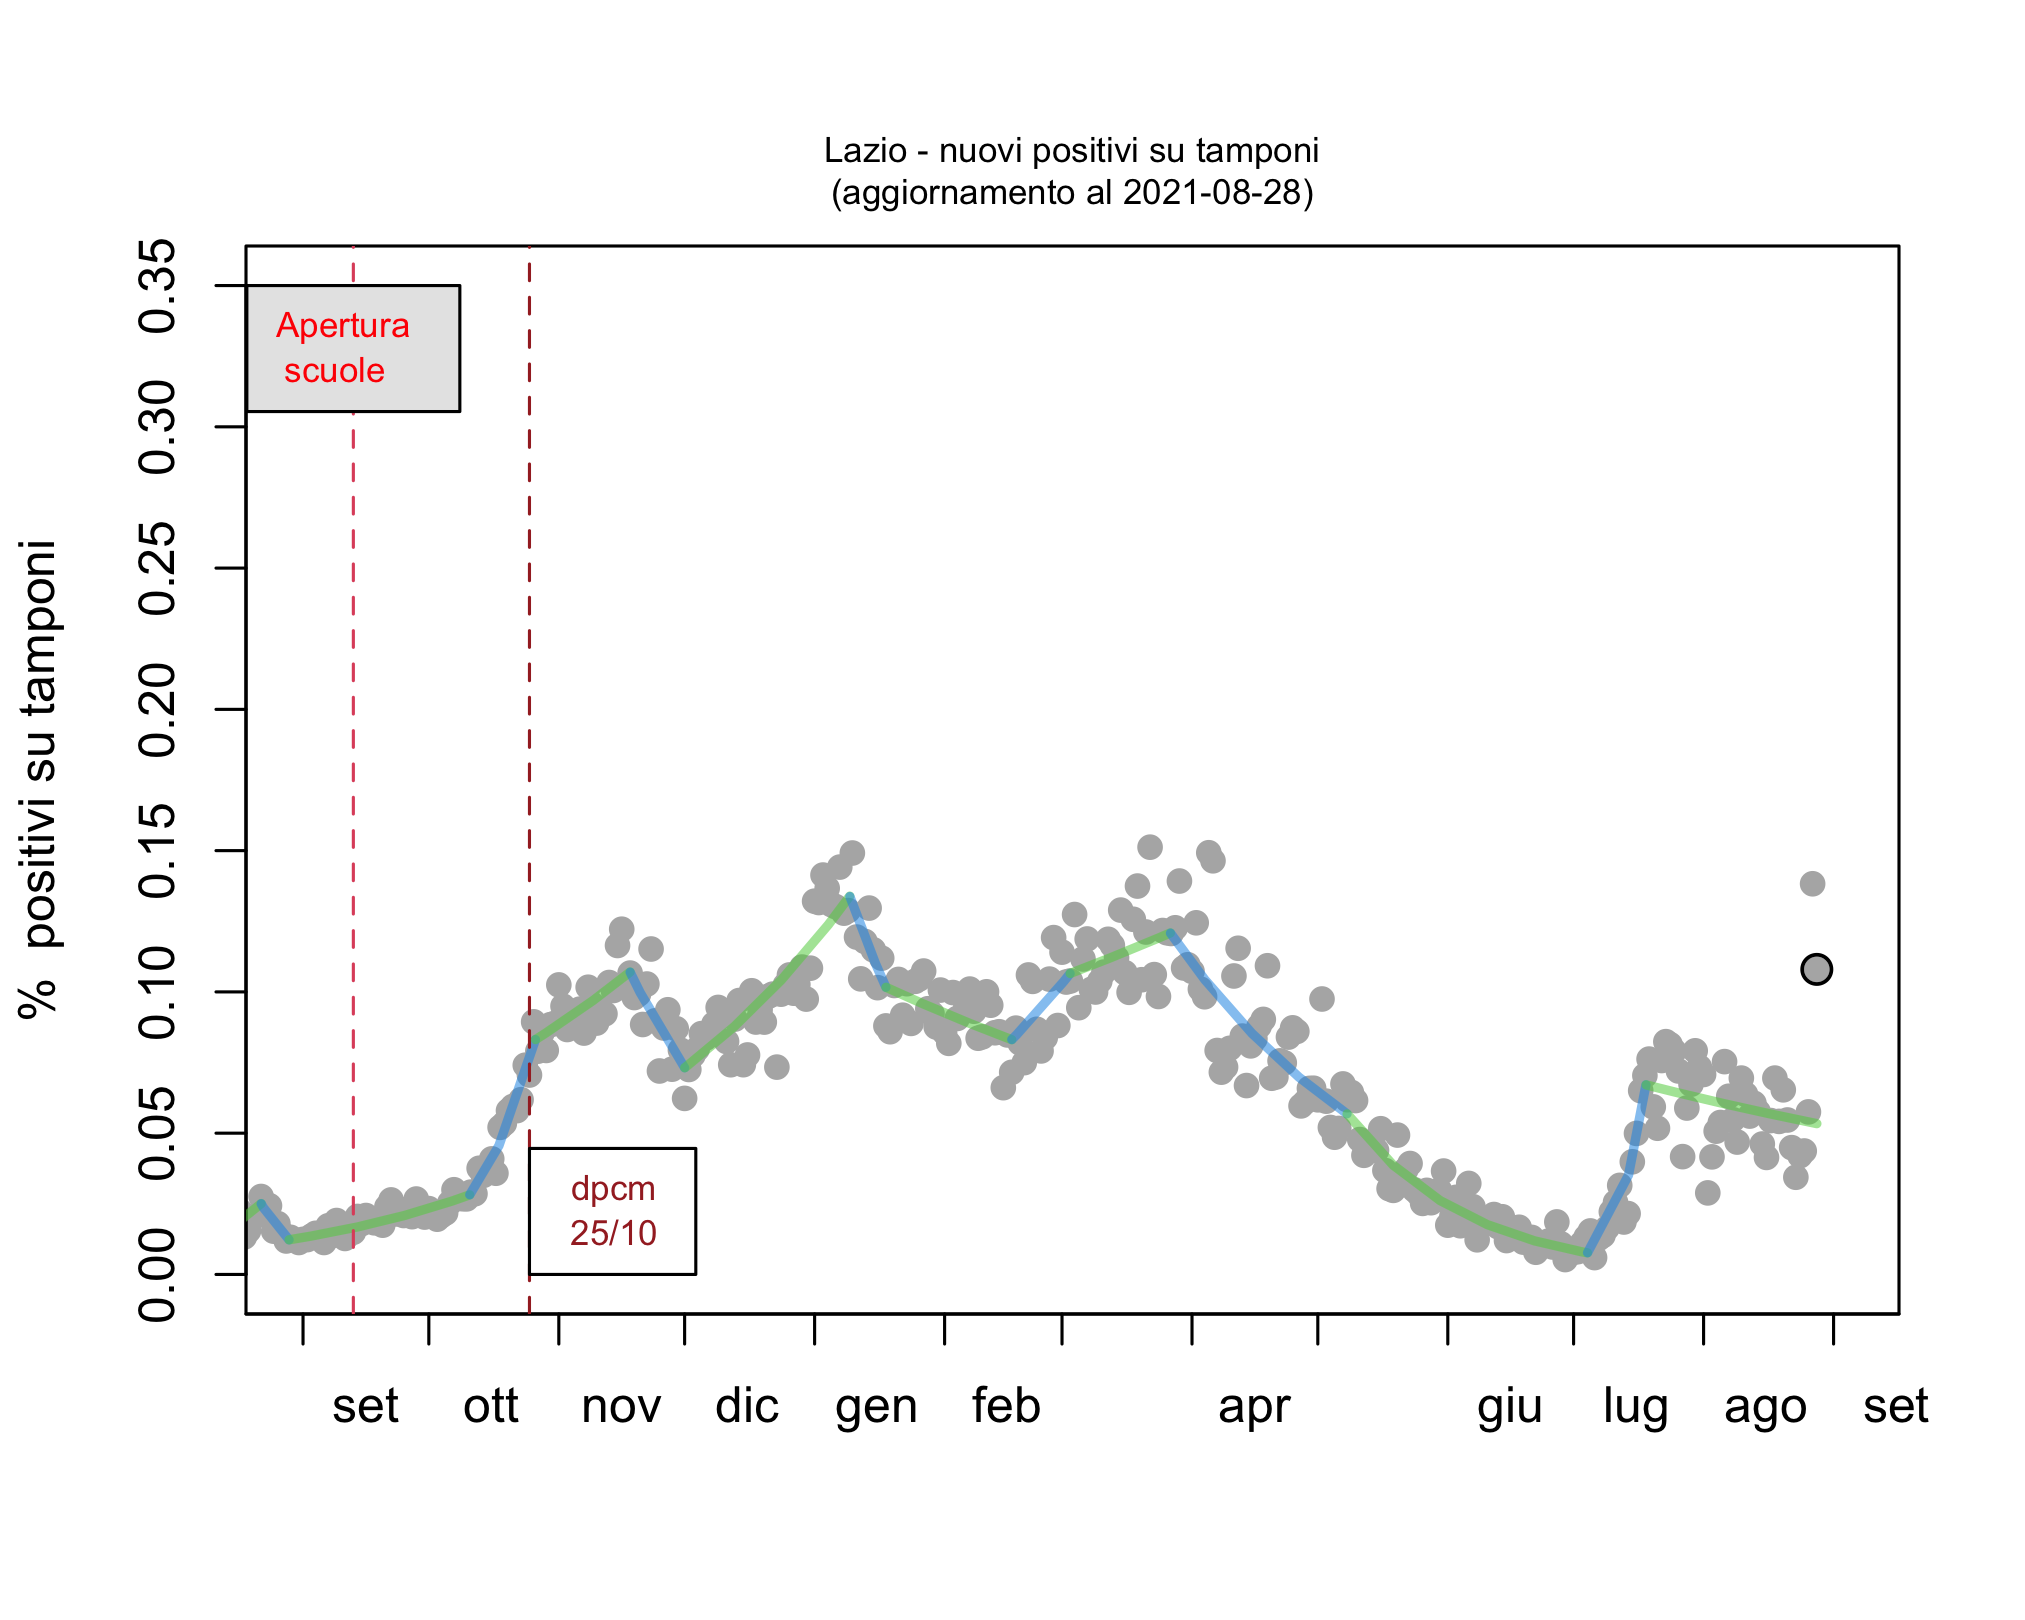 Lazio - nuovi positivi su tamponi
(aggiornamento al 2021-08-28)
% positivi su tamponi
0.35
0.30
0.25
0.20
0.15
0.10
0.05
0.00
Apertura
scuole
dpcm
25/10
set ott nov dic gen feb apr giu lug ago set